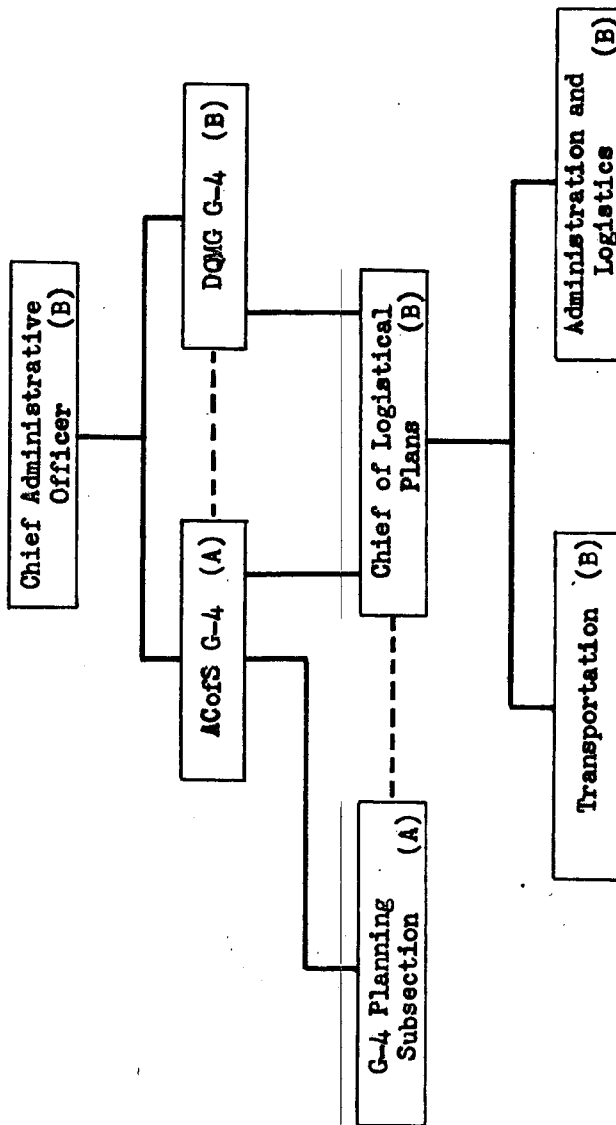 Chief Administrative
Officer (B)
ACofS G-4 (A)
DQMG G-4 (B)
G-4 Planning
Subsection (A)
Chief of Logistical
Plans (B)
Transportation
(B)
Administration and
Logistics (B)